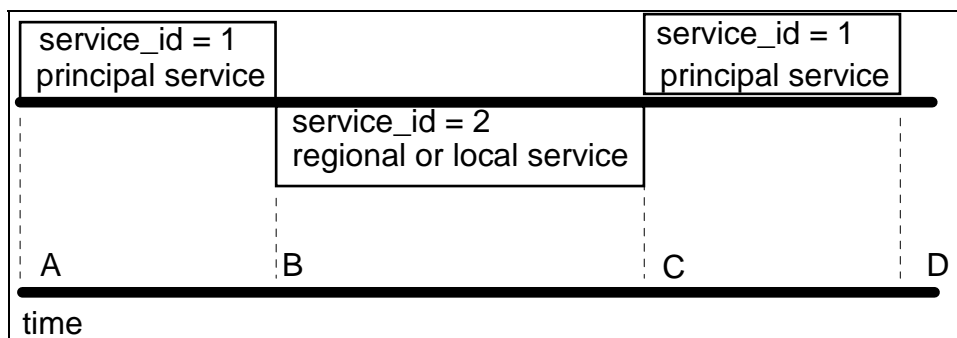 service_id = 1
principal service
service_id = 1
principal service
service_id = 2
regional or local service
A
B
C
D
time